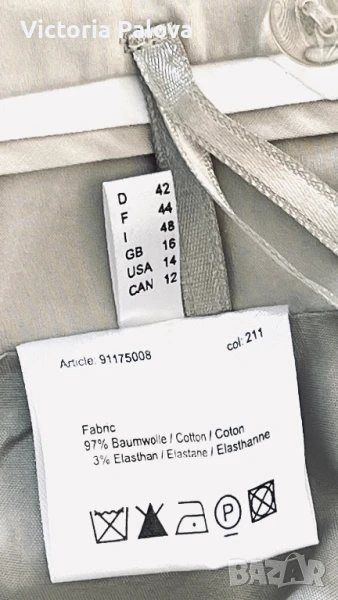 Victoria Palova
D 42
F 44
I 48
GB 16
USA 14
CAN 12
Article: 91175008 col: 211
Fabric
97% Baumwolle / Cotton / Coton
3% Elasthan / Elastane / Elasthanne
P
BAZAR